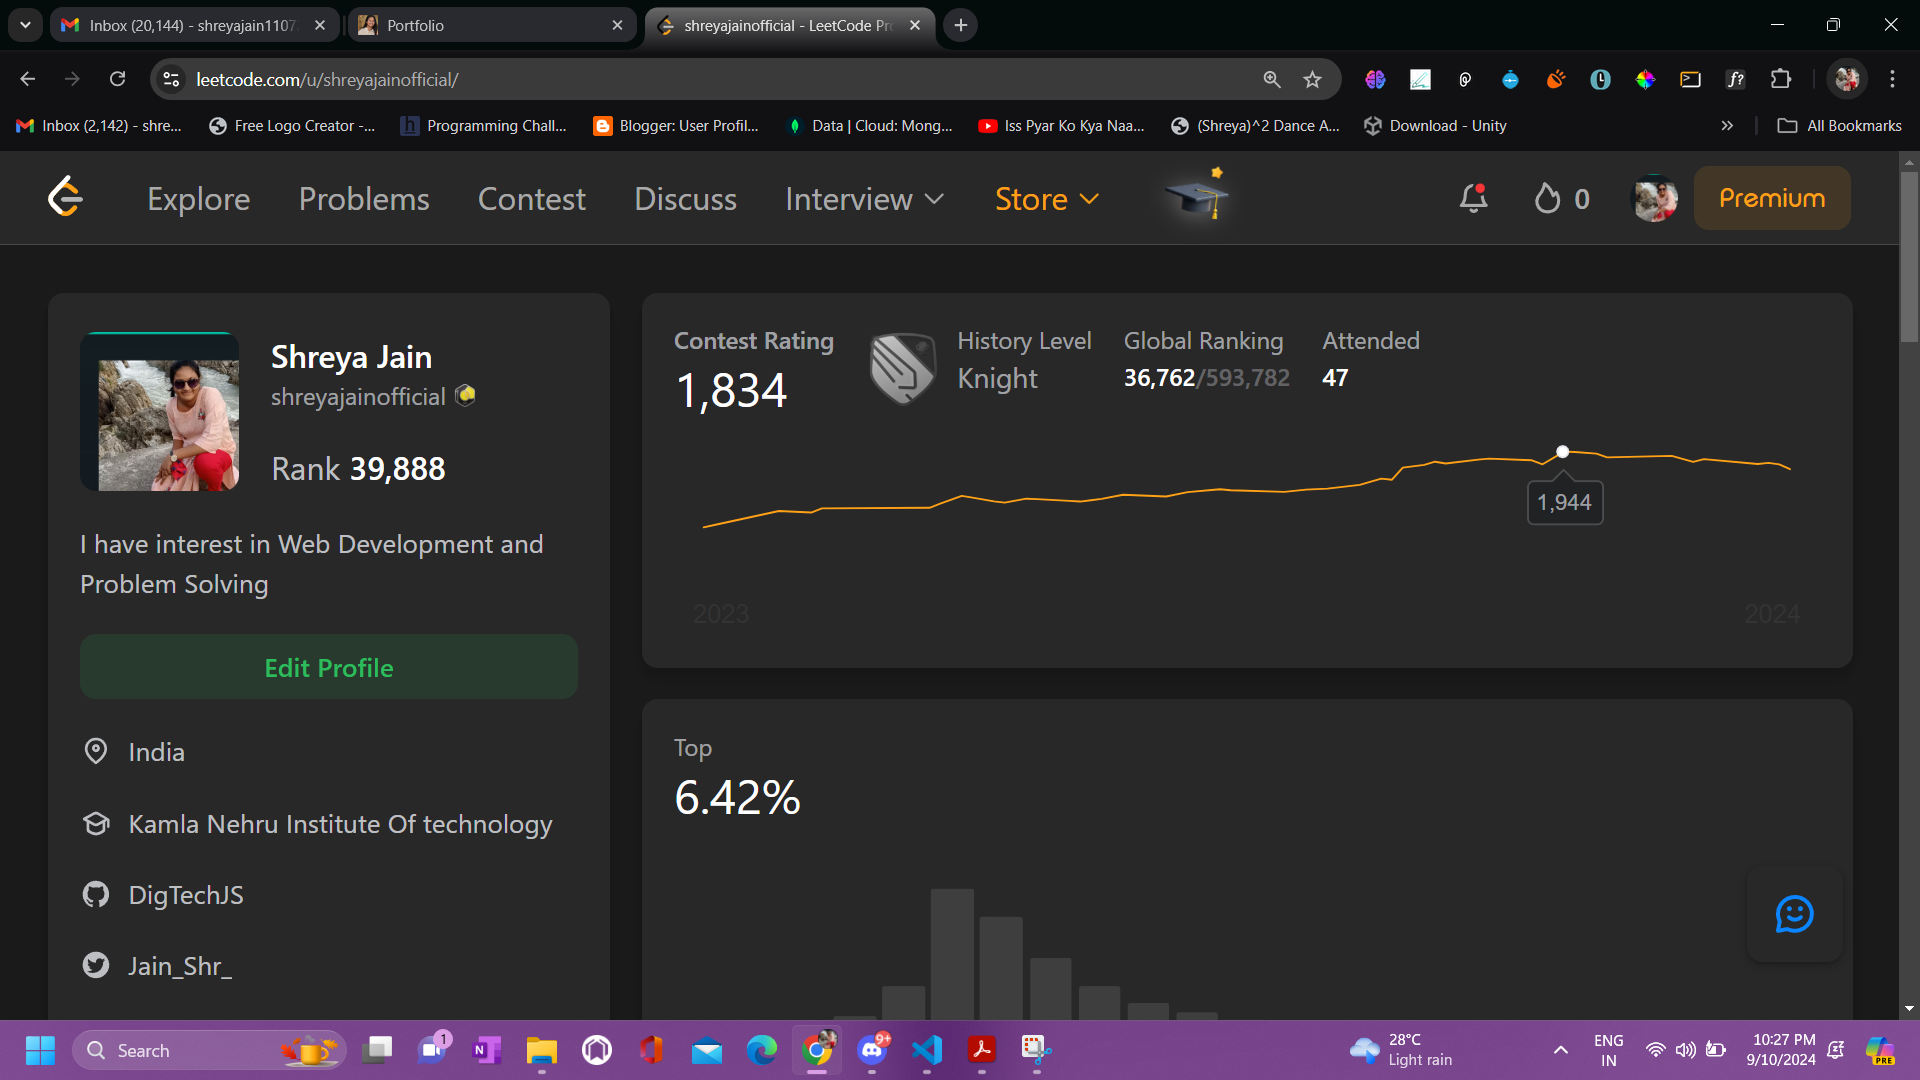 Inbox (20,144) - shreyajain1107
Portfolio
shreyajainofficial - LeetCode Pr
leetcode.com/u/shreyajainofficial/
Inbox (2,142) - shre...
Free Logo Creator -...
Programming Chall...
Blogger: User Profil...
Data | Cloud: Mong...
Iss Pyar Ko Kya Naa...
(Shreya)^2 Dance A...
Download - Unity
All Bookmarks
Explore
Problems
Contest
Discuss
Interview
Store
0
Premium
Shreya Jain
shreyajainofficial
Rank 39,888
I have interest in Web Development and
Problem Solving
Edit Profile
India
Kamla Nehru Institute Of technology
DigTechJS
Jain_Shr_
Contest Rating
1,834
History Level
Knight
Global Ranking
36,762/593,782
Attended
47
1,944
2023
2024
Top
6.42%
Search
1
9+
28°C
Light rain
ENG
IN
10:27 PM
9/10/2024
PRE